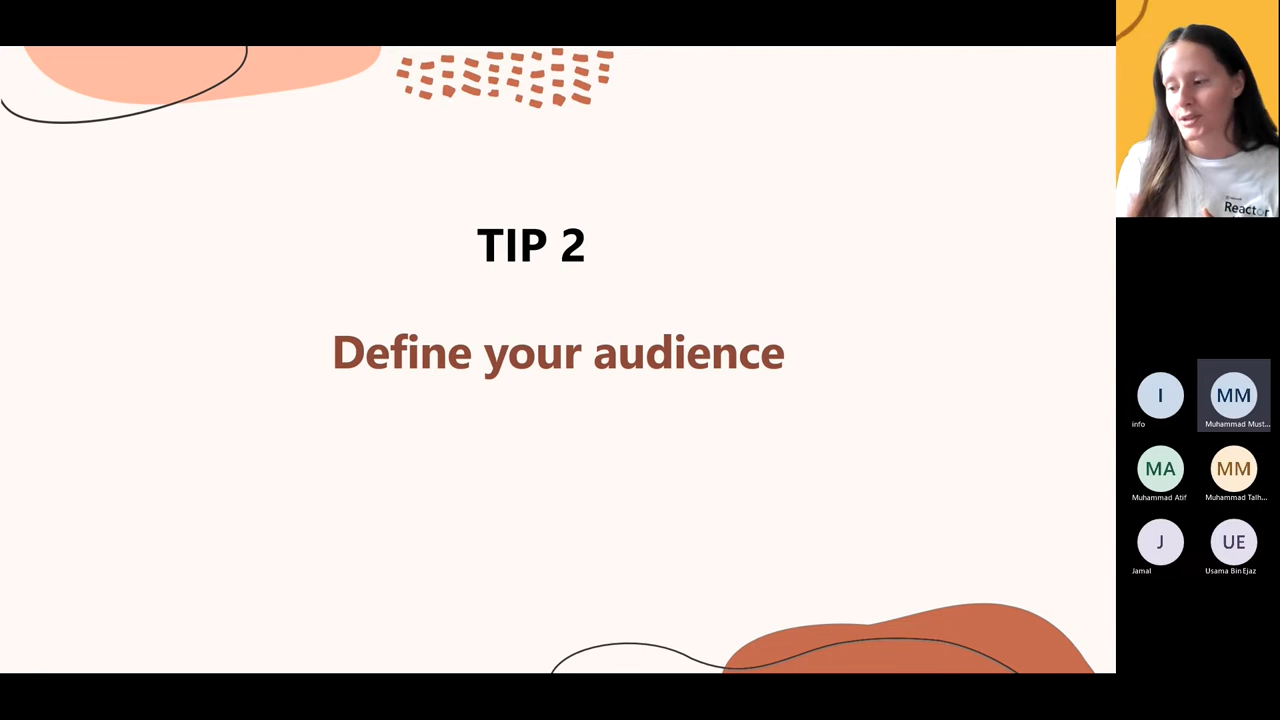 TIP 2
Define your audience
Reactor
I
info
MM
Muhammad Must...
MA
Muhammad Atif
MM
Muhammad Talh...
J
Jamal
UE
Usama Bin Ejaz